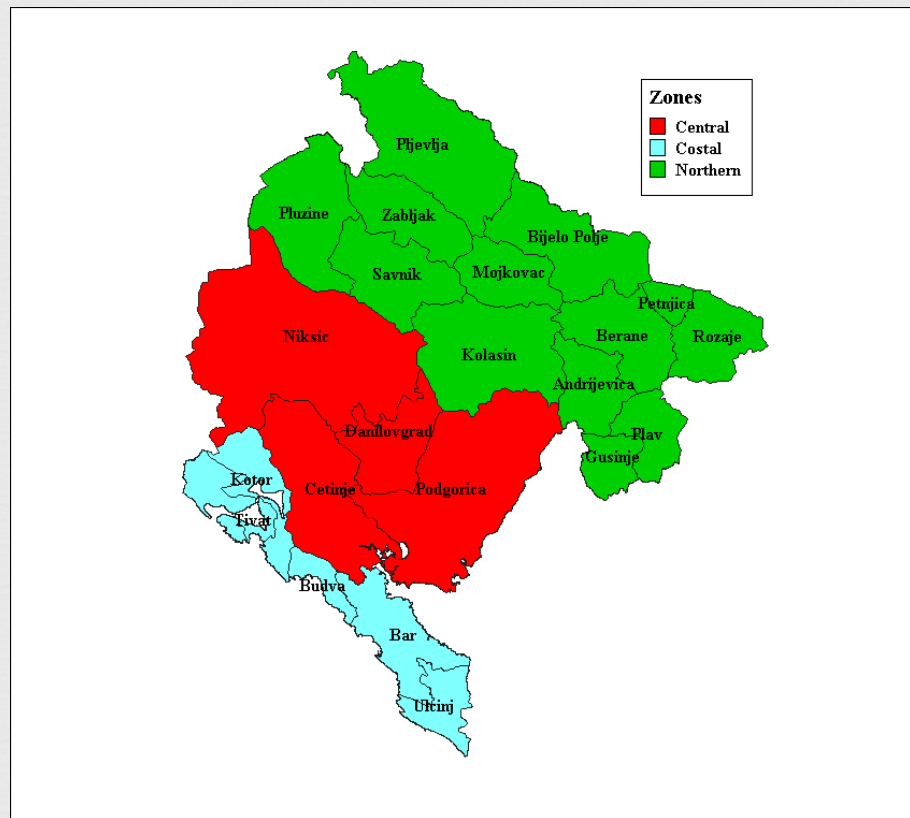 Zones
Central
Costal
Northern
Pljevlja
Pluzine
Zabljak
Bijelo Polje
Savnik
Mojkovac
Petnjica
Niksic
Kolasin
Berane
Rozaje
Andrijevica
Danilovgrad
Plav
Gusinje
Kotor
Cetinje
Podgorica
Tivat
Budva
Bar
Ulcinj